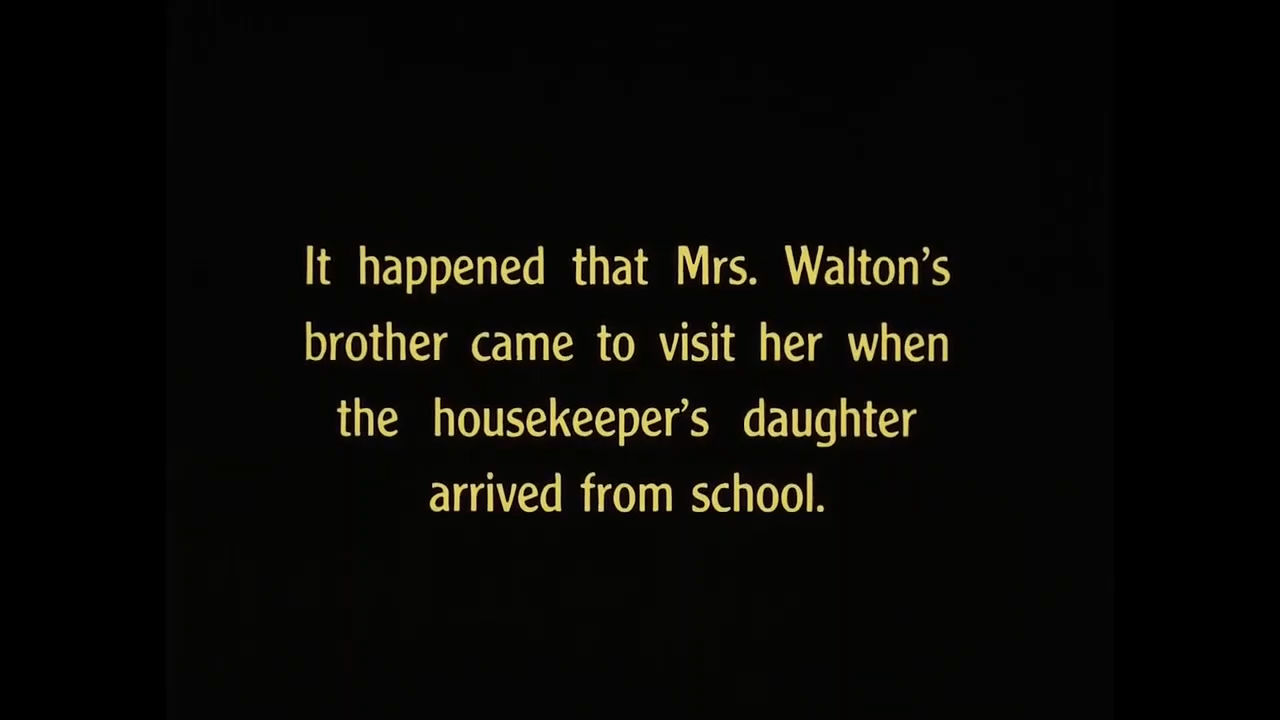 It happened that Mrs. Walton’s
brother came to visit her when
the housekeeper’s daughter
arrived from school.